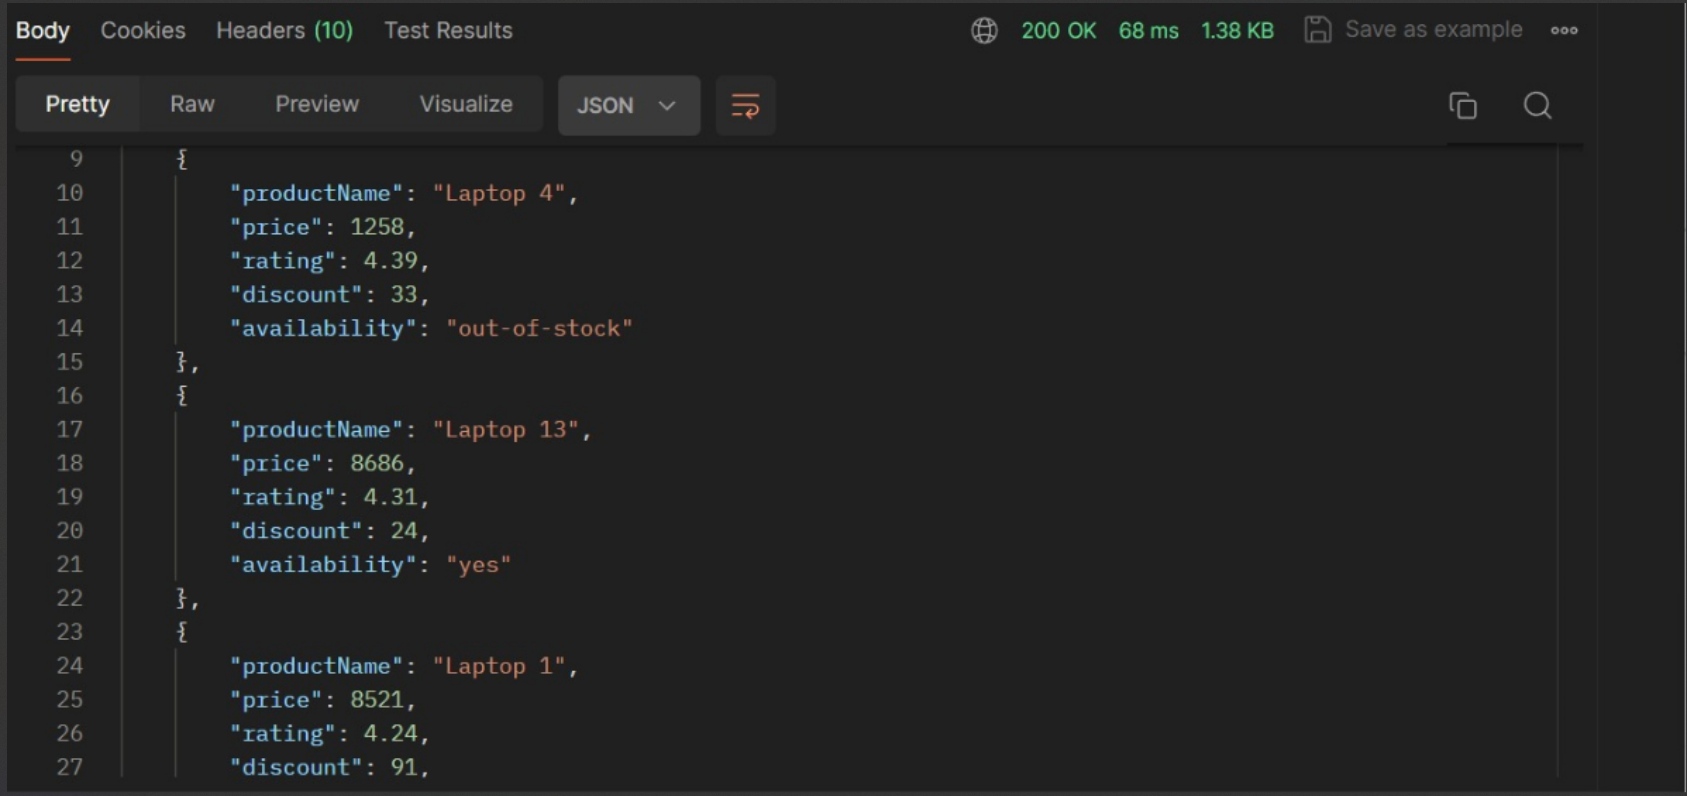 Body Cookies Headers (10) Test Results 200 OK 68 ms 1.38 KB Save as example
Pretty Raw Preview Visualize JSON
9 {
10 "productName": "Laptop 4",
11 "price": 1258,
12 "rating": 4.39,
13 "discount": 33,
14 "availability": "out-of-stock"
15 },
16 {
17 "productName": "Laptop 13",
18 "price": 8686,
19 "rating": 4.31,
20 "discount": 24,
21 "availability": "yes"
22 },
23 {
24 "productName": "Laptop 1",
25 "price": 8521,
26 "rating": 4.24,
27 "discount": 91,